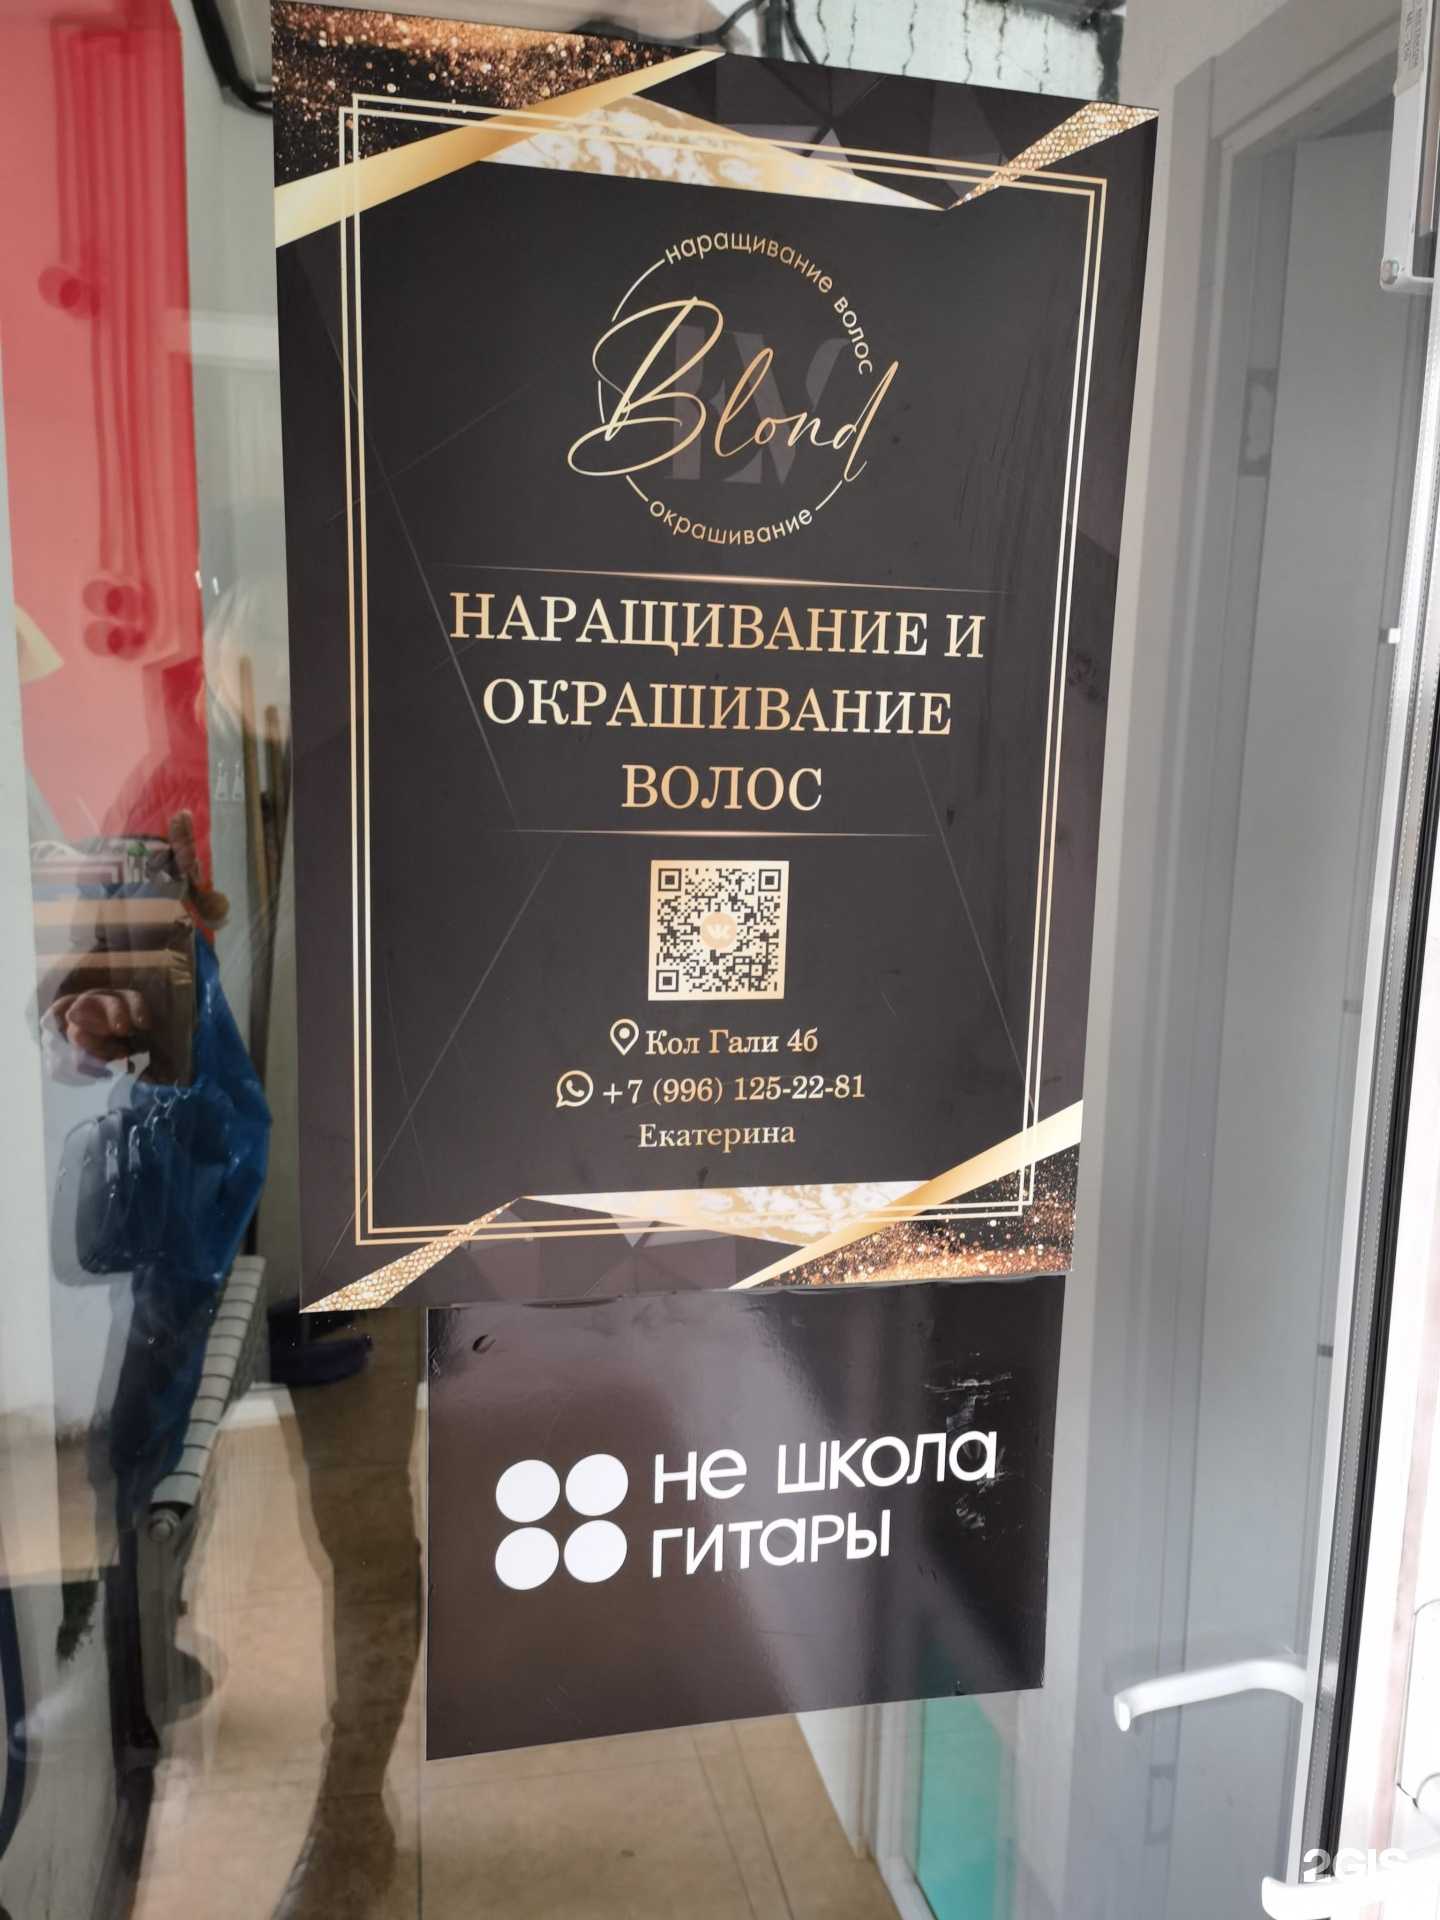 наращивание волос
Blond
окрашивание
НАРАЩИВАНИЕ И
ОКРАШИВАНИЕ
ВОЛОС
Кол Гали 4б
+7 (996) 125-22-81
Екатерина
не школа
гитары
2GIS